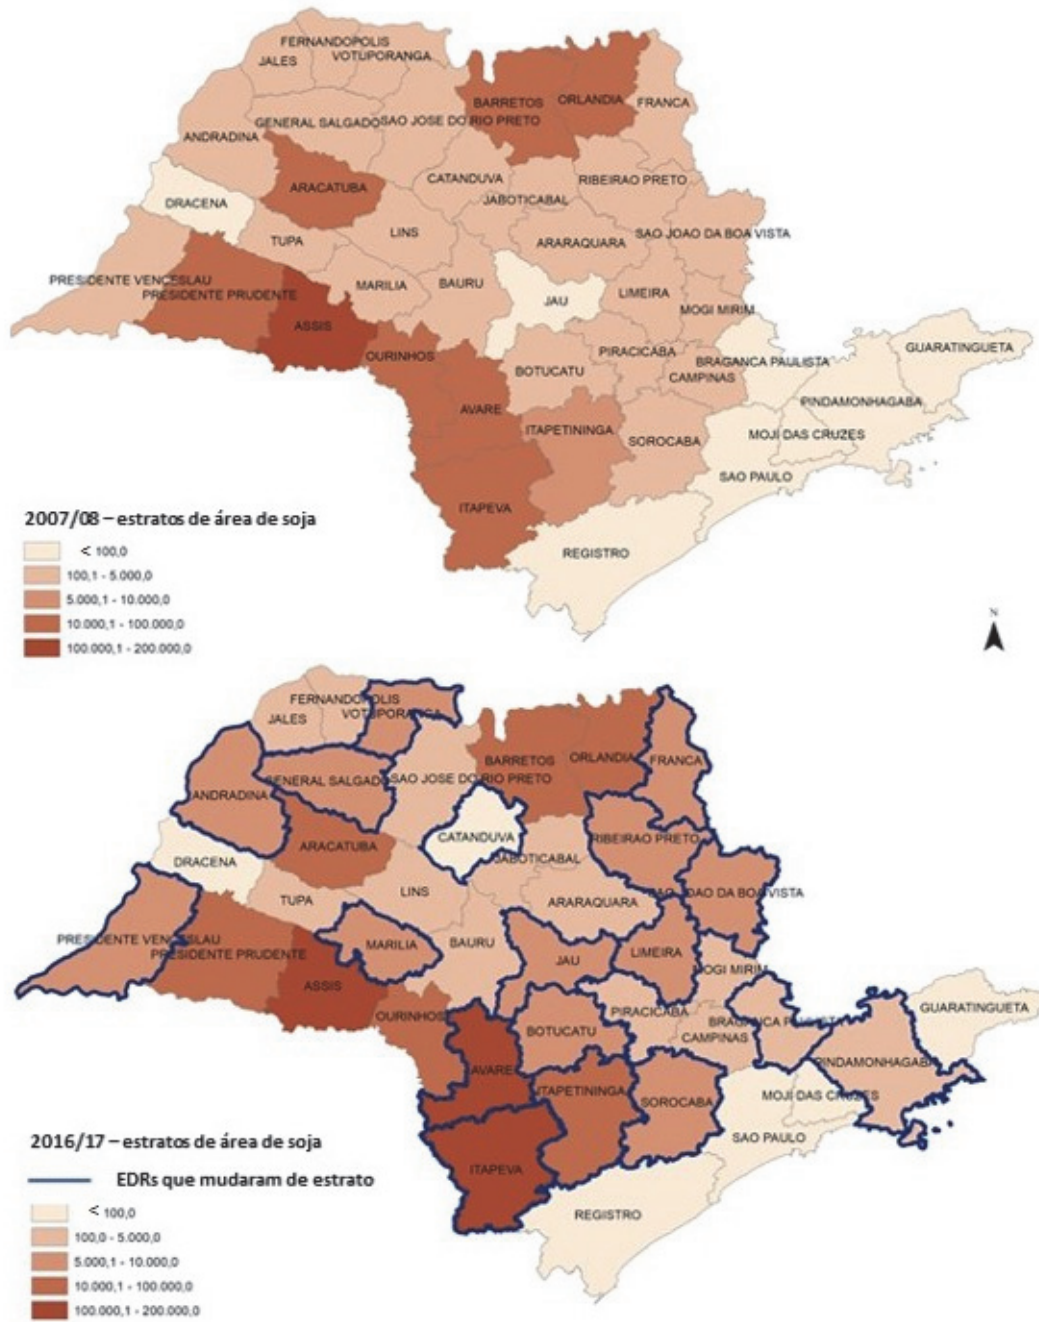 FERNANDOPOLIS
VOTUPORANGA
JALES
BARRETOS
ORLANDIA
FRANCA
GENERAL SALGADO
SAO JOSE DO RIO PRETO
ANDRADINA
ARACATUBA
CATANDUVA
RIBEIRAO PRETO
DRACENA
JABOTICABAL
LINS
SAO JOAO DA BOA VISTA
TUPA
ARARAQUARA
PRESIDENTE VENCESLAU
MARILIA
BAURU
PRESIDENTE PRUDENTE
JAU
LIMEIRA
MOGI MIRIM
ASSIS
GUARATINGUETA
OURINHOS
PIRACICABA
BRAGANCA PAULISTA
BOTUCATU
CAMPINAS
PINDAMONHAGABA
AVARE
ITAPETININGA
SOROCABA
MOJI DAS CRUZES
SAO PAULO
ITAPEVA
REGISTRO
2007/08 – estratos de área de soja
< 100,0
100,1 - 5.000,0
5.000,1 - 10.000,0
10.000,1 - 100.000,0
100.000,1 - 200.000,0
N
FERNANDOPOLIS
VOTUPORANGA
JALES
BARRETOS
ORLANDIA
FRANCA
GENERAL SALGADO
SAO JOSE DO RIO PRETO
ANDRADINA
ARACATUBA
CATANDUVA
RIBEIRAO PRETO
DRACENA
JABOTICABAL
LINS
SAO JOAO DA BOA VISTA
TUPA
ARARAQUARA
PRESIDENTE VENCESLAU
MARILIA
BAURU
PRESIDENTE PRUDENTE
JAU
LIMEIRA
MOGI MIRIM
ASSIS
GUARATINGUETA
OURINHOS
PIRACICABA
BRAGANCA PAULISTA
BOTUCATU
CAMPINAS
PINDAMONHAGABA
AVARE
ITAPETININGA
SOROCABA
MOJI DAS CRUZES
SAO PAULO
ITAPEVA
REGISTRO
2016/17 – estratos de área de soja
EDRs que mudaram de estrato
< 100,0
100,0 - 5.000,0
5.000,1 - 10.000,0
10.000,1 - 100.000,0
100.000,1 - 200.000,0